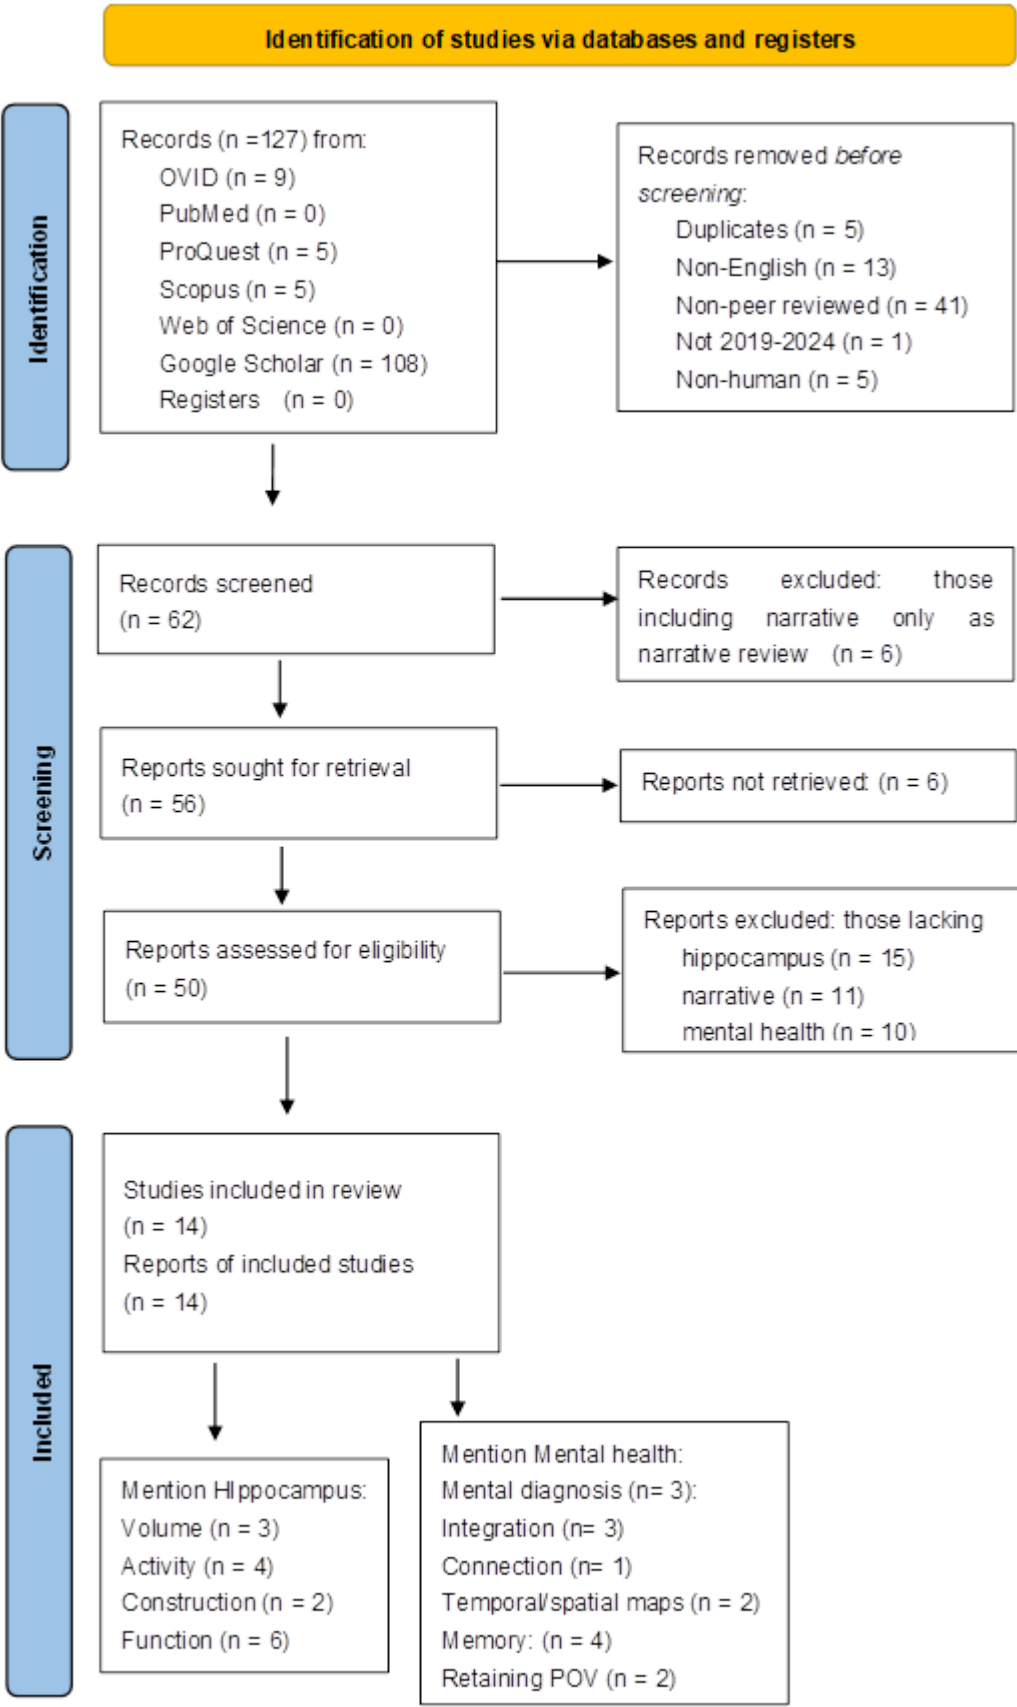 Identification of studies via databases and registers
Identification
Records (n =127) from:
OVID (n = 9)
PubMed (n = 0)
ProQuest (n = 5)
Scopus (n = 5)
Web of Science (n = 0)
Google Scholar (n = 108)
Registers (n = 0)
Records removed before
screening:
Duplicates (n = 5)
Non-English (n = 13)
Non-peer reviewed (n = 41)
Not 2019-2024 (n = 1)
Non-human (n = 5)
Screening
Records screened
(n = 62)
Records excluded: those
including narrative only as
narrative review (n = 6)
Reports sought for retrieval
(n = 56)
Reports not retrieved: (n = 6)
Reports assessed for eligibility
(n = 50)
Reports excluded: those lacking
hippocampus (n = 15)
narrative (n = 11)
mental health (n = 10)
Included
Studies included in review
(n = 14)
Reports of included studies
(n = 14)
Mention HIppocampus:
Volume (n = 3)
Activity (n = 4)
Construction (n = 2)
Function (n = 6)
Mention Mental health:
Mental diagnosis (n= 3):
Integration (n= 3)
Connection (n= 1)
Temporal/spatial maps (n = 2)
Memory: (n = 4)
Retaining POV (n = 2)